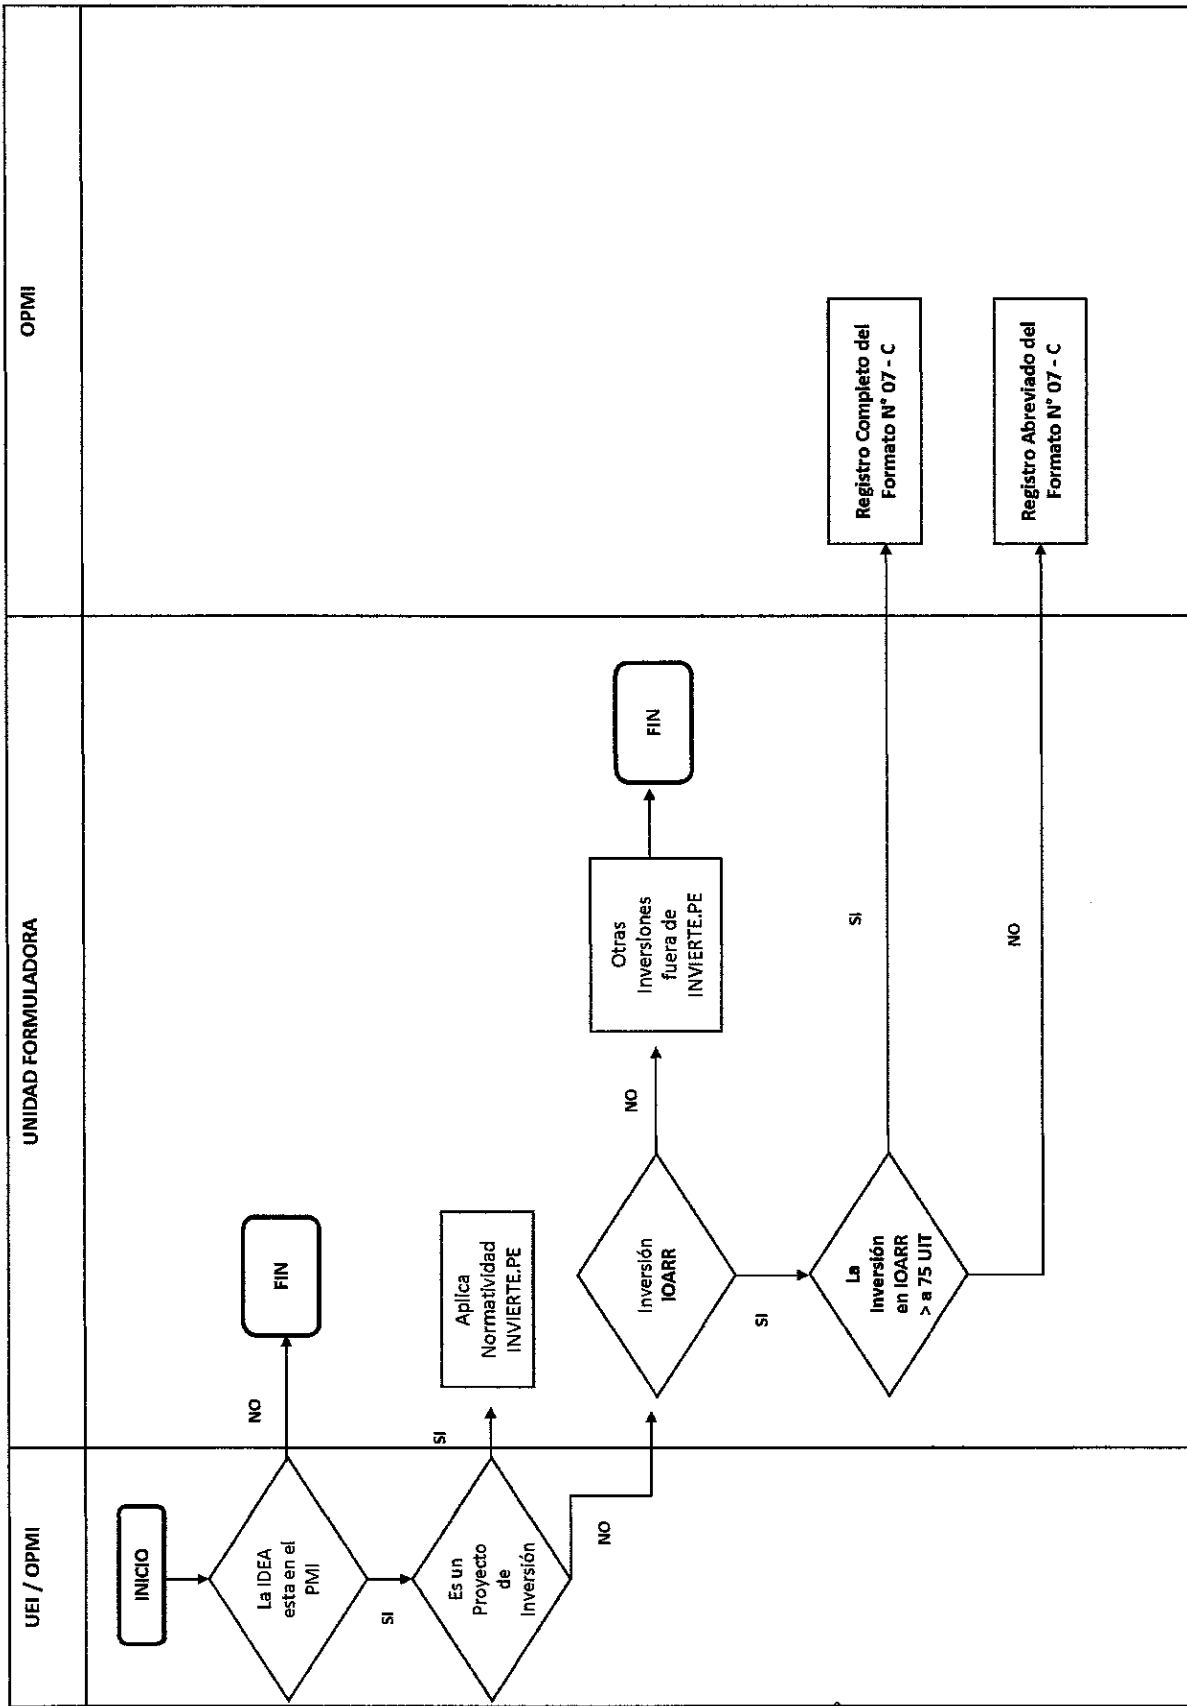 UEI / OPMI
UNIDAD FORMULADORA
OPMI
INICIO
La IDEA
esta en el
PMI
NO
FIN
SI
Es un
Proyecto
de
Inversión
SI
Aplica
Normatividad
INVIERTE.PE
NO
Inversión
IOARR
NO
Otras
Inversiones
fuera de
INVIERTE.PE
FIN
SI
La
Inversión
en IOARR
> a 75 UIT
SI
Registro Completo del
Formato N° 07 - C
NO
Registro Abreviado del
Formato N° 07 - C